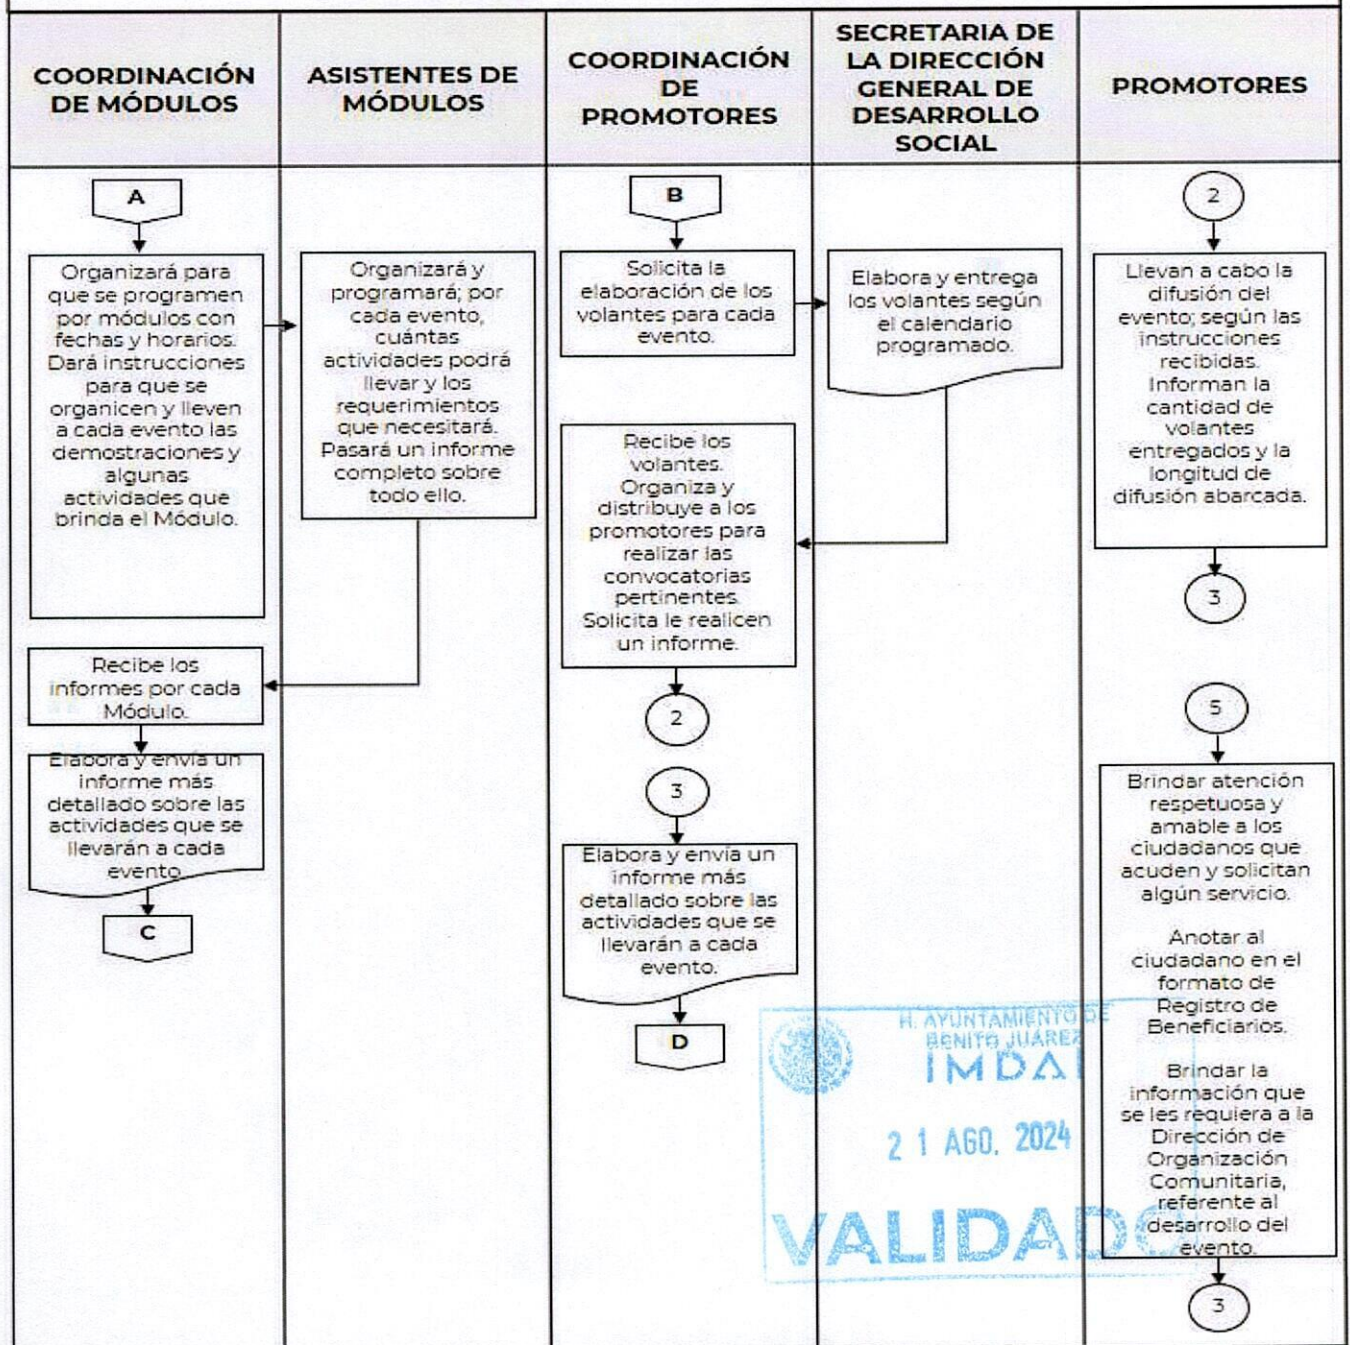 COORDINACIÓN
DE MÓDULOS
ASISTENTES DE
MÓDULOS
COORDINACIÓN
DE
PROMOTORES
SECRETARIA DE
LA DIRECCIÓN
GENERAL DE
DESARROLLO
SOCIAL
PROMOTORES
A
Organizará para
que se programen
por módulos con
fechas y horarios.
Dará instrucciones
para que se
organicen y lleven
a cada evento las
demostraciones y
algunas
actividades que
brinda el Módulo.
Recibe los
informes por cada
Módulo.
Elabora y envía un
informe más
detallado sobre las
actividades que se
llevarán a cada
evento
C
Organizará y
programará; por
cada evento,
cuántas
actividades podrá
llevar y los
requerimientos
que necesitará.
Pasará un informe
completo sobre
todo ello.
B
Solicita la
elaboración de los
volantes para cada
evento.
Recibe los
volantes.
Organiza y
distribuye a los
promotores para
realizar las
convocatorias
pertinentes.
Solicita le realicen
un informe.
2
3
Elabora y envía un
informe más
detallado sobre las
actividades que se
llevarán a cada
evento.
D
Elabora y entrega
los volantes según
el calendario
programado.
2
Llevan a cabo la
difusión del
evento; según las
instrucciones
recibidas.
Informan la
cantidad de
volantes
entregados y la
longitud de
difusión abarcada.
3
5
Brindar atención
respetuosa y
amable a los
ciudadanos que
acuden y solicitan
algún servicio.
Anotar al
ciudadano en el
formato de
Registro de
Beneficiarios.
Brindar la
información que
se les requiera a la
Dirección de
Organización
Comunitaria,
referente al
desarrollo del
evento.
3
H. AYUNTAMIENTO DE
BENITO JUÁREZ
IMDAI
21 AGO. 2024
VALIDADO